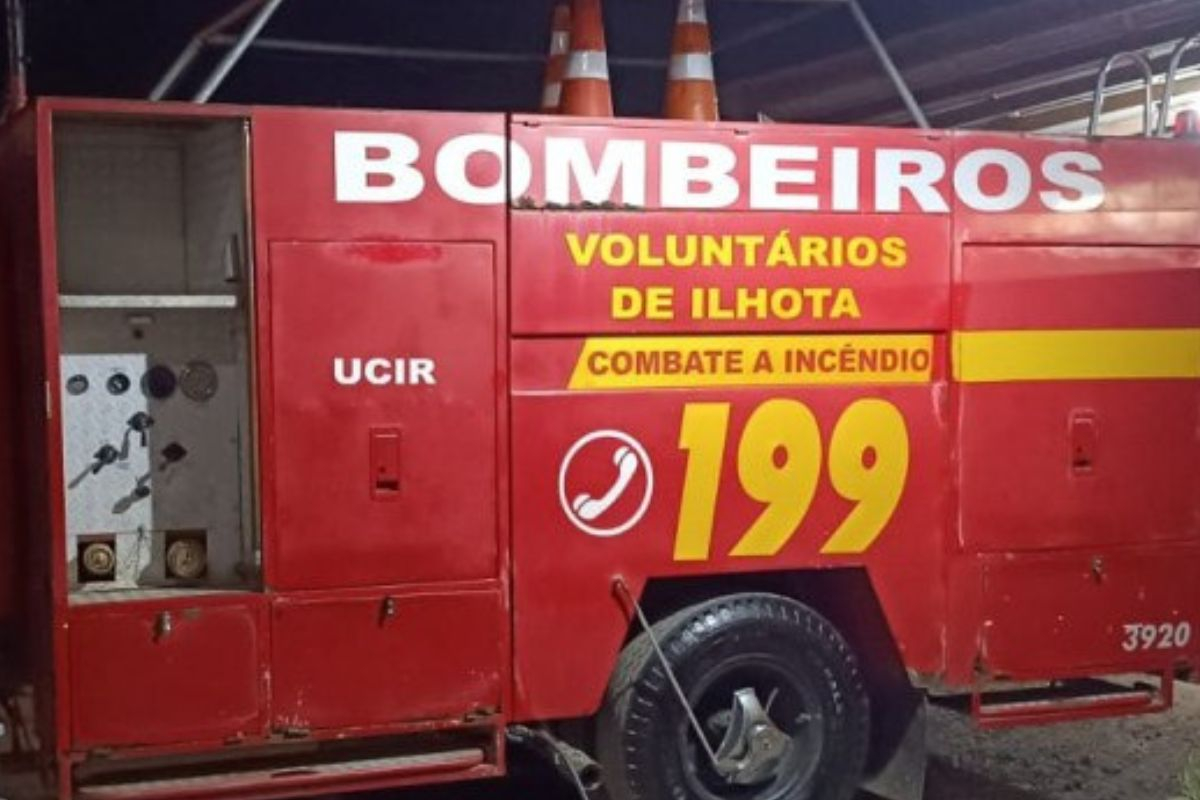 BOMBEIROS
VOLUNTÁRIOS
DE ILHOTA
COMBATE A INCÊNDIO
UCIR
199
3920